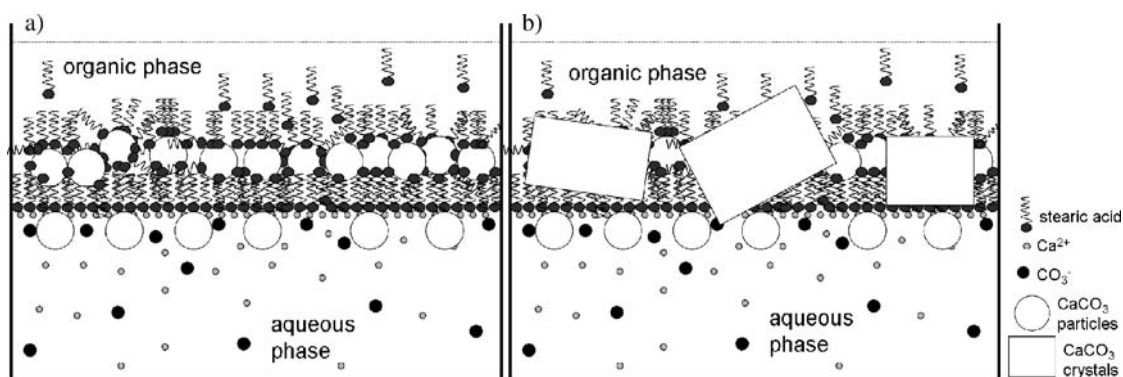 a)
organic phase
aqueous
phase
b)
organic phase
aqueous
phase
stearic acid
Ca²⁺
CO₃⁻
CaCO₃
particles
CaCO₃
crystals